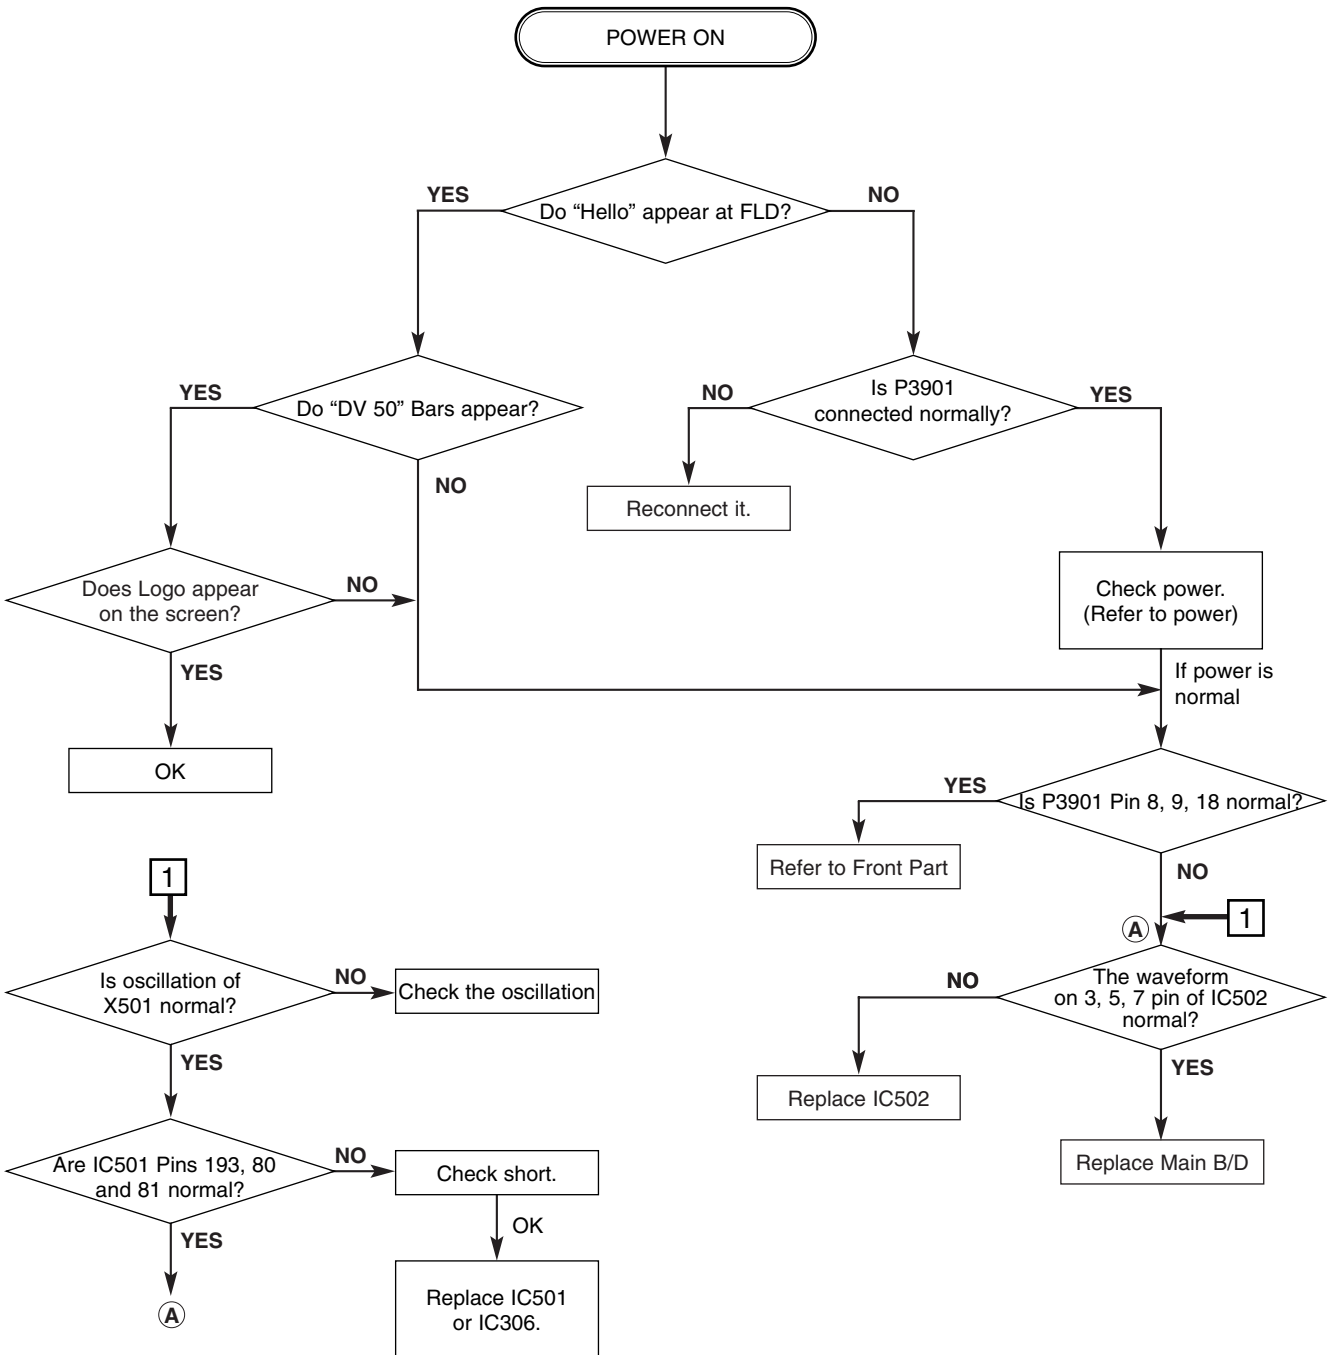 POWER ON
YES
NO
Do “Hello” appear at FLD?
YES
Do “DV 50” Bars appear?
NO
NO
Is P3901
connected normally?
YES
Reconnect it.
Does Logo appear
on the screen?
NO
YES
OK
Check power.
(Refer to power)
If power is
normal
YES
Is P3901 Pin 8, 9, 18 normal?
Refer to Front Part
NO
1
A
NO
The waveform
on 3, 5, 7 pin of IC502
normal?
YES
Replace IC502
Replace Main B/D
1
Is oscillation of
X501 normal?
NO
Check the oscillation
YES
Are IC501 Pins 193, 80
and 81 normal?
NO
Check short.
YES
OK
A
Replace IC501
or IC306.